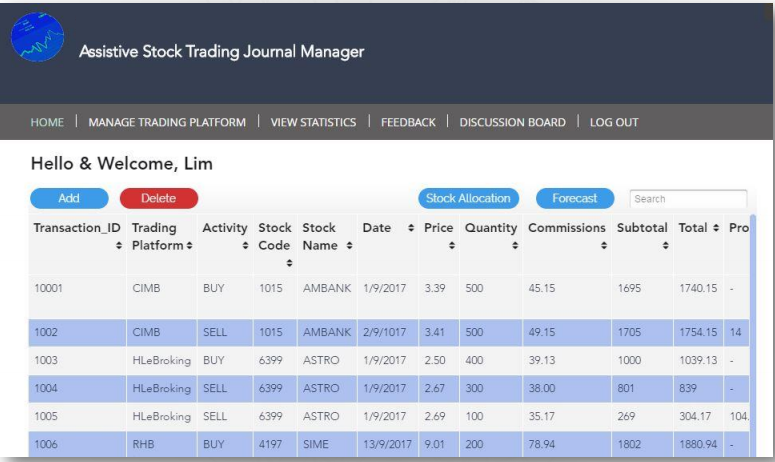 Assistive Stock Trading Journal Manager
HOME | MANAGE TRADING PLATFORM | VIEW STATISTICS | FEEDBACK | DISCUSSION BOARD | LOG OUT
Hello & Welcome, Lim
Add Delete Stock Allocation Forecast Search
Transaction_ID Trading Platform Activity Stock Code Stock Name Date Price Quantity Commissions Subtotal Total Pro
10001 CIMB BUY 1015 AMBANK 1/9/2017 3.39 500 45.15 1695 1740.15 -
1002 CIMB SELL 1015 AMBANK 2/9/1017 3.41 500 49.15 1705 1754.15 14
1003 HLeBroking BUY 6399 ASTRO 1/9/2017 2.50 400 39.13 1000 1039.13 -
1004 HLeBroking SELL 6399 ASTRO 1/9/2017 2.67 300 38.00 801 839 -
1005 HLeBroking SELL 6399 ASTRO 1/9/2017 2.69 100 35.17 269 304.17 104.
1006 RHB BUY 4197 SIME 13/9/2017 9.01 200 78.94 1802 1880.94 -